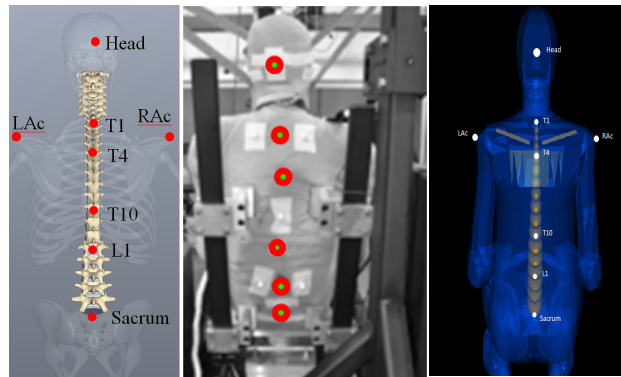 Head
LAc
RAc
T1
T4
T10
L1
Sacrum
Head
T1
LAc
RAc
T4
T10
L1
Sacrum